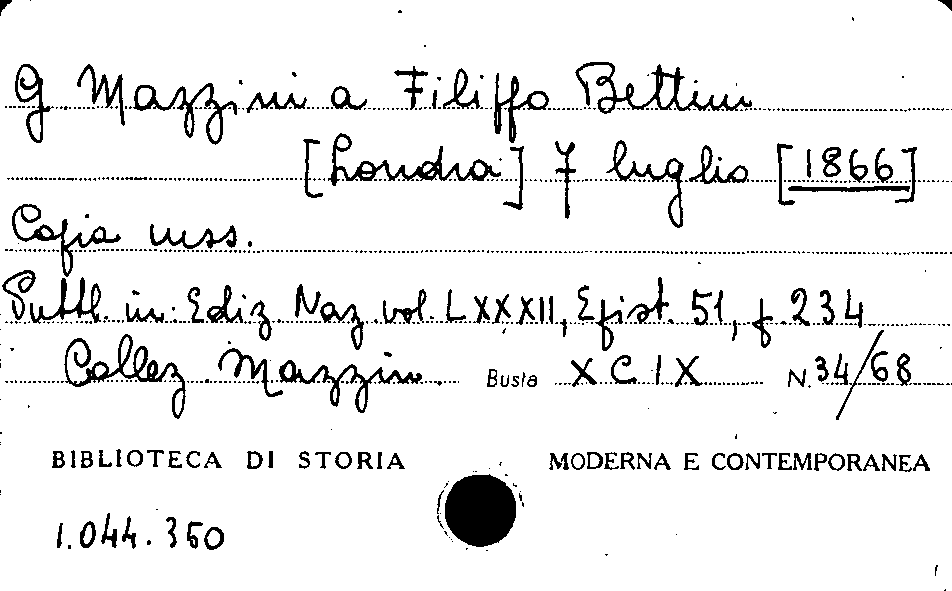 G. Mazzini a Filippo Bettini
[Londra] 7 luglio [1866]
Copia mss.
Pubbl. in: Ediz. Naz. vol. LXXXII, Epist. 51, p. 234
Collez. Mazzini. Busta XCIX N. 34/68
BIBLIOTECA DI STORIA MODERNA E CONTEMPORANEA
1.044.350